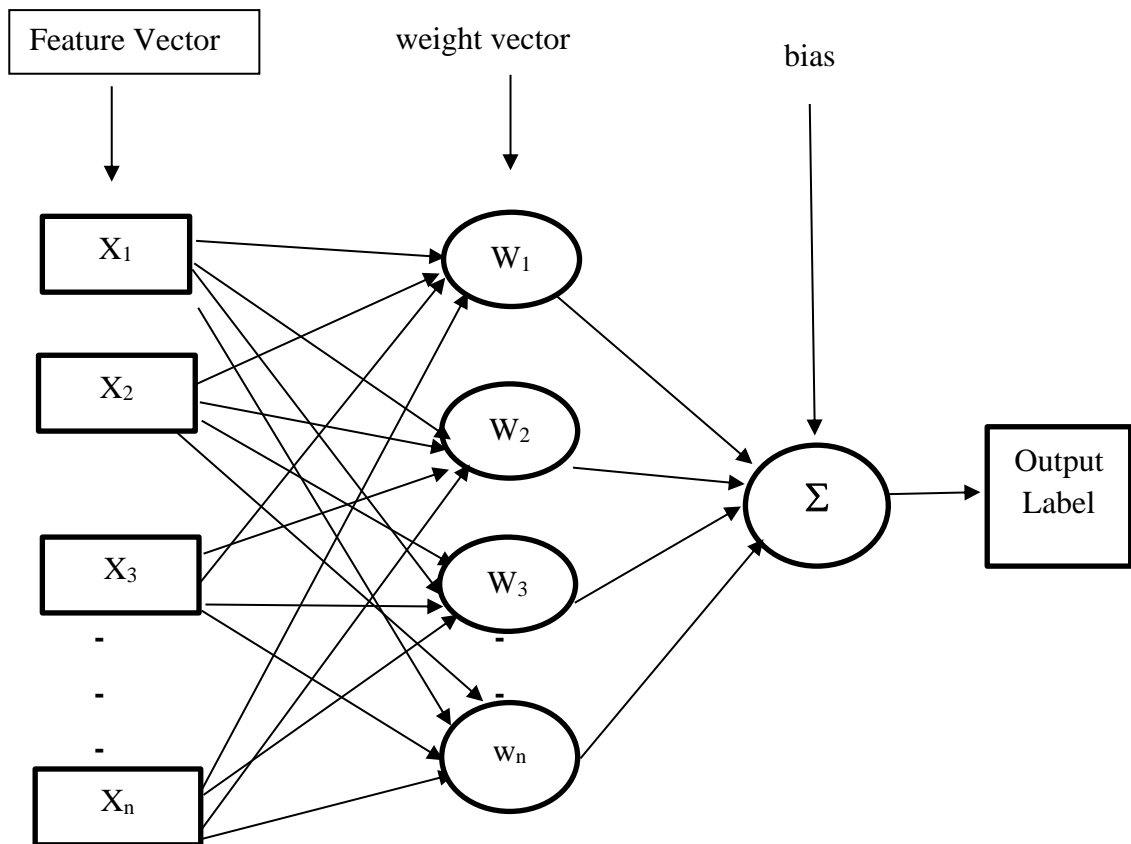 Feature Vector
weight vector
bias
X₁
W₁
X₂
W₂
Σ
Output
Label
X₃
W₃
-
-
-
-
-
Xₙ
wₙ